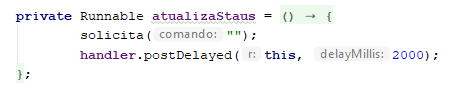 private Runnable atualizaStaus = () → {
solicita( comando: "");
handler.postDelayed( r: this, delayMillis: 2000);
};